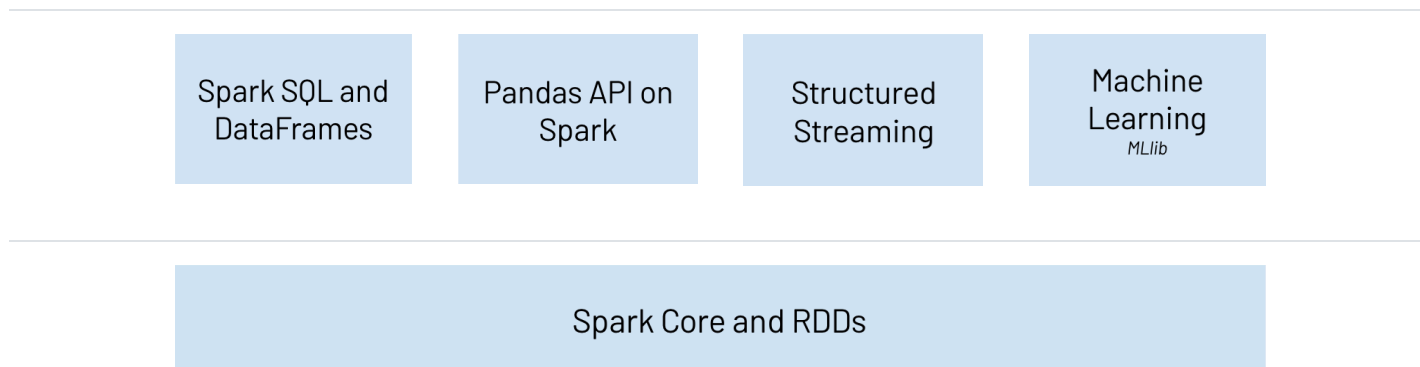 Spark SQL and
DataFrames
Pandas API on
Spark
Structured
Streaming
Machine
Learning
MLlib
Spark Core and RDDs